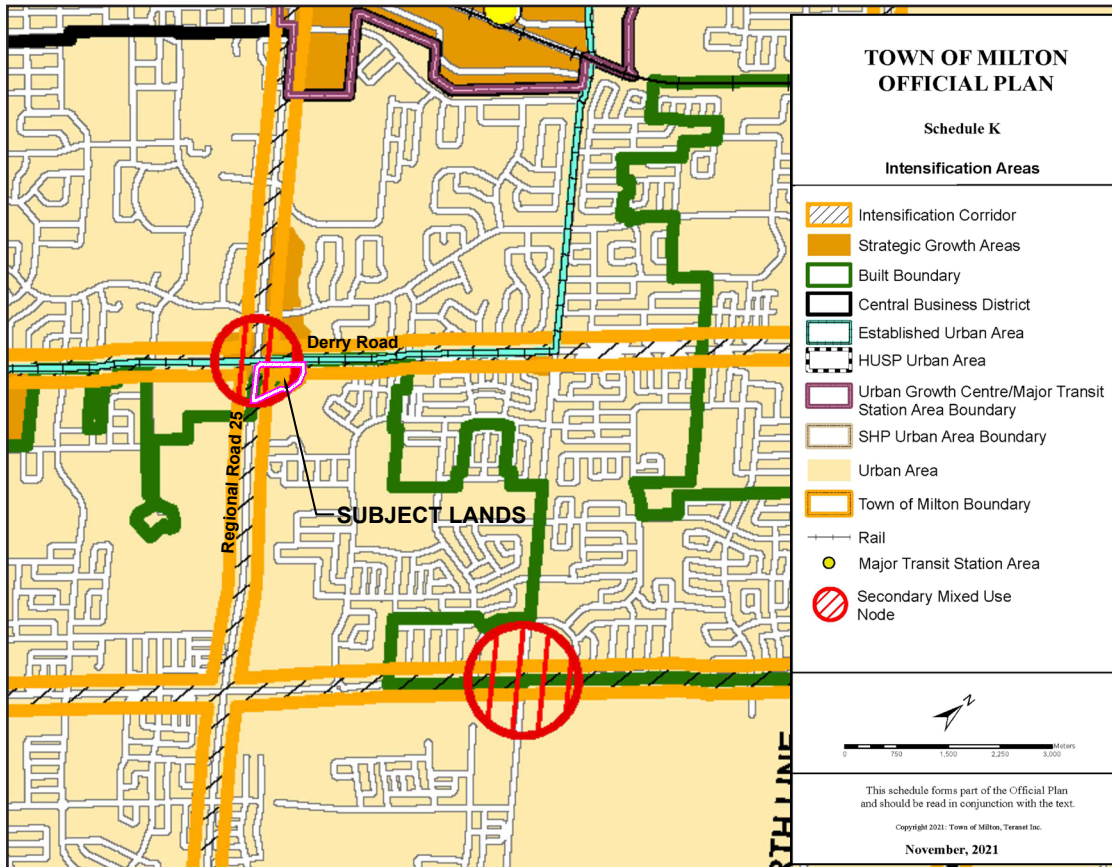 Derry Road
Regional Road 25
SUBJECT LANDS
TOWN OF MILTON
OFFICIAL PLAN
Schedule K
Intensification Areas
Intensification Corridor
Strategic Growth Areas
Built Boundary
Central Business District
Established Urban Area
HUSP Urban Area
Urban Growth Centre/Major Transit
Station Area Boundary
SHP Urban Area Boundary
Urban Area
Town of Milton Boundary
Rail
Major Transit Station Area
Secondary Mixed Use
Node
Z
Meters
0 750 1,500 2,250 3,000
This schedule forms part of the Official Plan
and should be read in conjunction with the text.
Copyright 2021: Town of Milton, Teranet Inc.
November, 2021
LINE